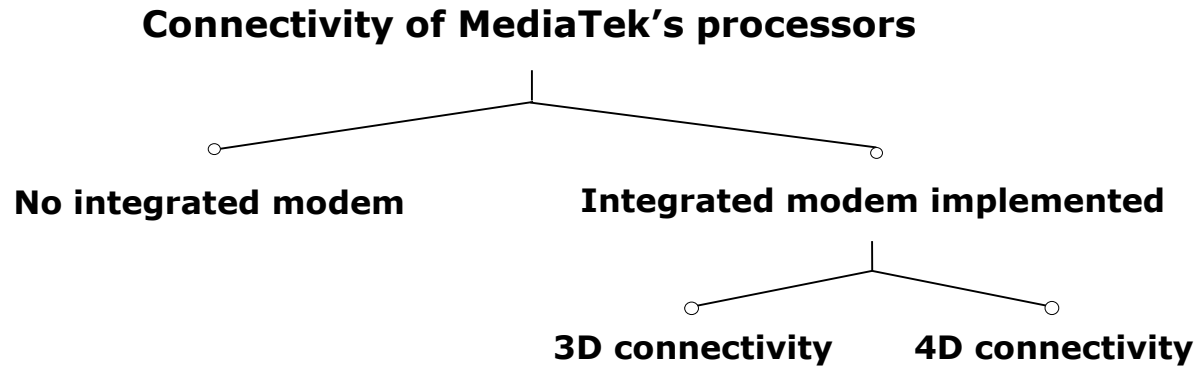 Connectivity of MediaTek’s processors
No integrated modem
Integrated modem implemented
3D connectivity
4D connectivity